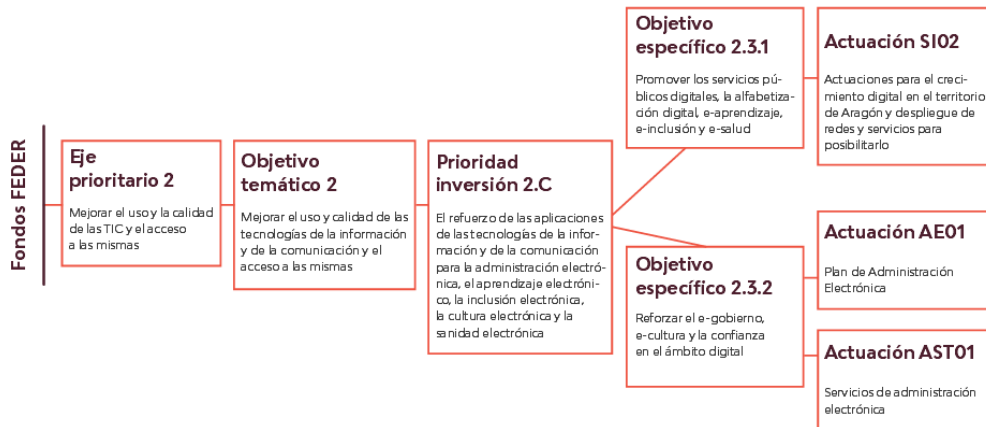 Fondos FEDER
Eje
prioritario 2
Mejorar el uso y la calidad
de las TIC y el acceso
a las mismas
Objetivo
temático 2
Mejorar el uso y calidad de las
tecnologías de la información
y de la comunicación y el
acceso a las mismas
Prioridad
inversión 2.C
El refuerzo de las aplicaciones
de las tecnologías de la infor-
mación y de la comunicación
para la administración electró-
nica, el aprendizaje electróni-
co, la inclusión electrónica,
la cultura electrónica y la
sanidad electrónica
Objetivo
específico 2.3.1
Promover los servicios pú-
blicos digitales, la alfabetiza-
ción digital, e-aprendizaje,
e-inclusión y e-salud
Actuación SI02
Actuaciones para el creci-
miento digital en el territorio
de Aragón y despliegue de
redes y servicios para
posibilitarlo
Objetivo
específico 2.3.2
Reforzar el e-gobierno,
e-cultura y la confianza
en el ámbito digital
Actuación AE01
Plan de Administración
Electrónica
Actuación AST01
Servicios de administración
electrónica